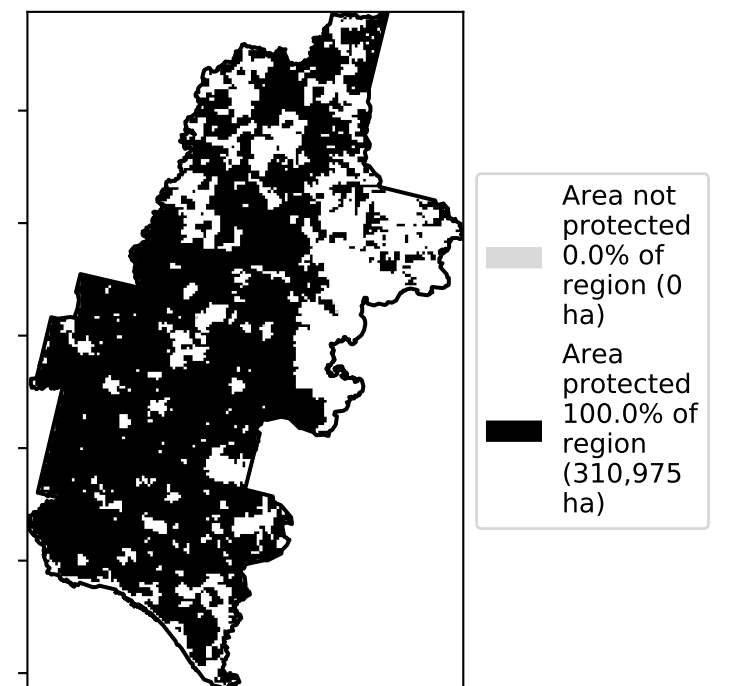 Area not
protected
0.0% of
region (0
ha)
Area
protected
100.0% of
region
(310,975
ha)